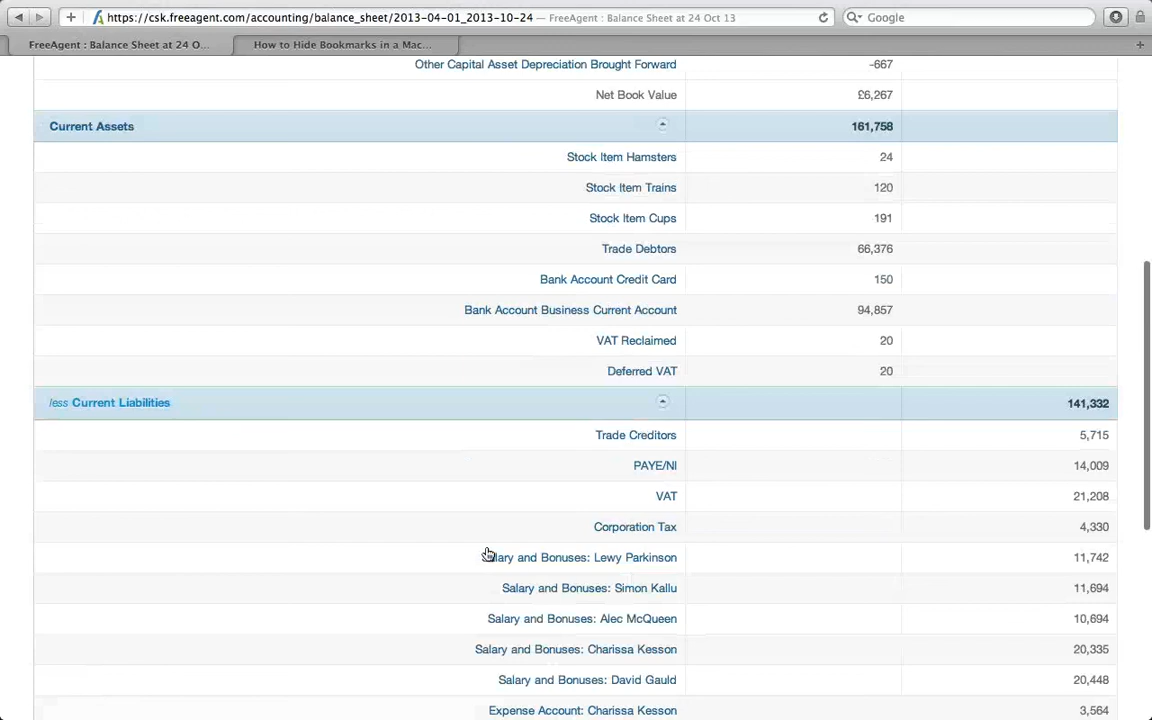 https://csk.freeagent.com/accounting/balance_sheet/2013-04-01_2013-10-24 — FreeAgent : Balance Sheet at 24 Oct 13
Google
FreeAgent : Balance Sheet at 24 O...
How to Hide Bookmarks in a Mac...
Other Capital Asset Depreciation Brought Forward -667
Net Book Value £6,267
Current Assets 161,758
Stock Item Hamsters 24
Stock Item Trains 120
Stock Item Cups 191
Trade Debtors 66,376
Bank Account Credit Card 150
Bank Account Business Current Account 94,857
VAT Reclaimed 20
Deferred VAT 20
less Current Liabilities 141,332
Trade Creditors 5,715
PAYE/NI 14,009
VAT 21,208
Corporation Tax 4,330
Salary and Bonuses: Lewy Parkinson 11,742
Salary and Bonuses: Simon Kallu 11,694
Salary and Bonuses: Alec McQueen 10,694
Salary and Bonuses: Charissa Kesson 20,335
Salary and Bonuses: David Gauld 20,448
Expense Account: Charissa Kesson 3,564